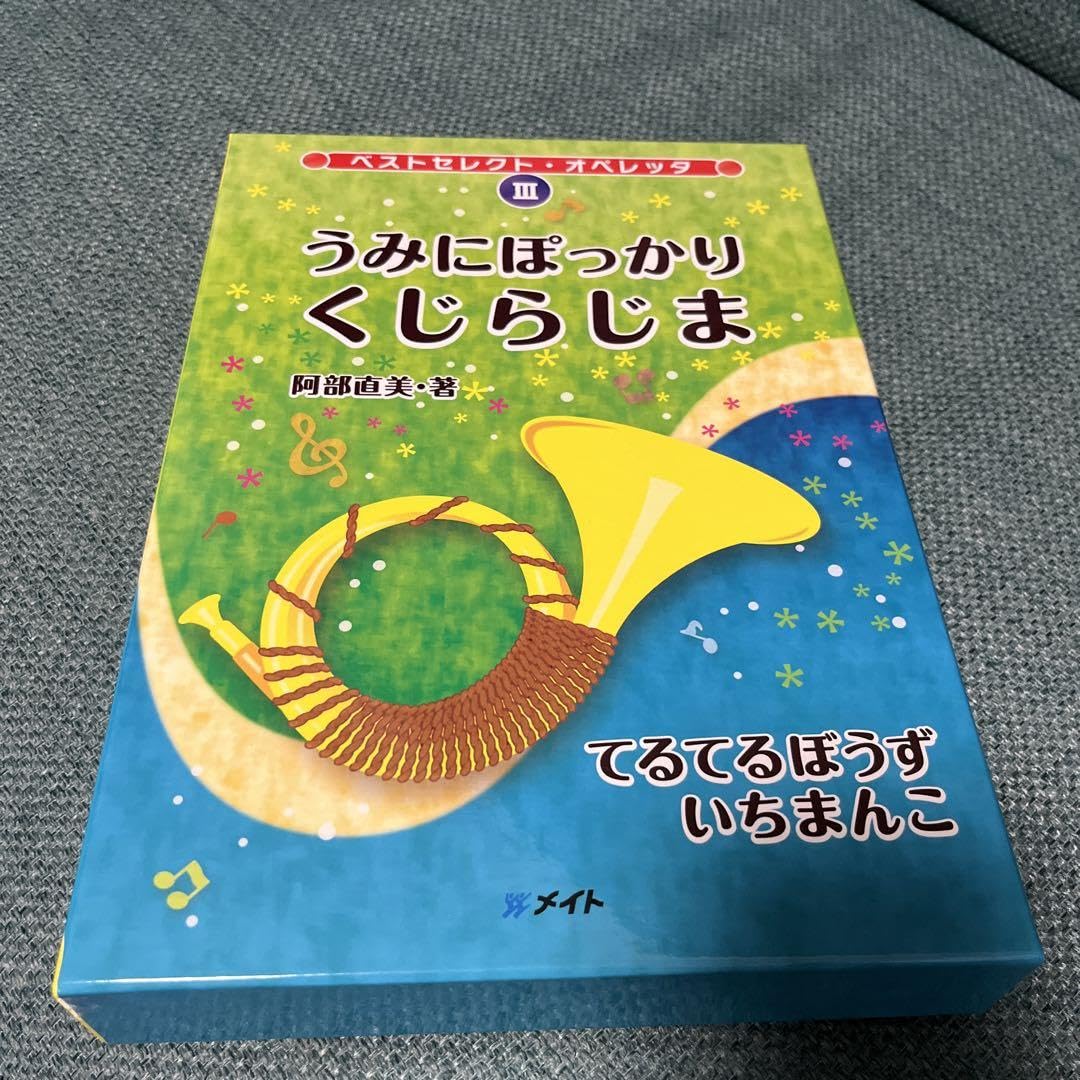 ベストセレクト・オペレッタ
III
うみにぽっかり
くじらじま
阿部直美・著
てるてるぼうず
いちまんこ
メイト